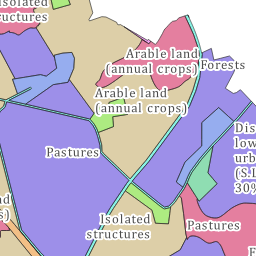 Isolated
structures
Arable land
(annual crops)
Forests
Arable land
(annual crops)
Dis
low
urb
(S.L
30%
Pastures
nd
S)
Isolated
structures
Pastures
F